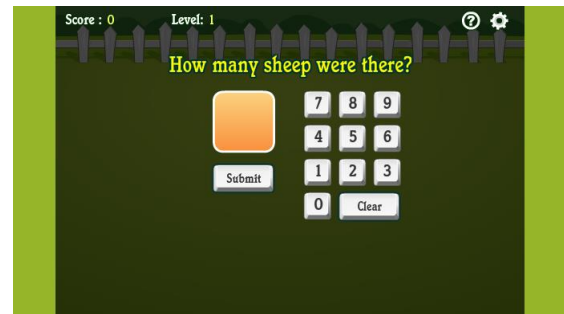 Score : 0 Level: 1 ?
How many sheep were there?
7 8 9
4 5 6
Submit 1 2 3
0 Clear